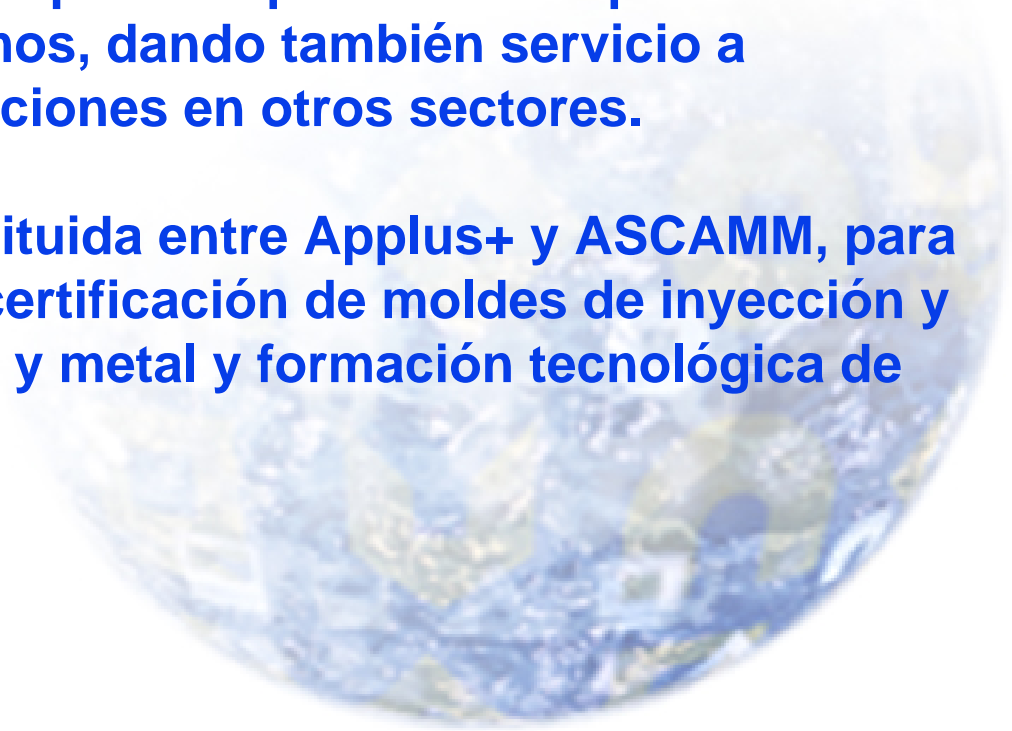 nos, dando también servicio a
ciones en otros sectores.
ituida entre Applus+ y ASCAMM, para
certificación de moldes de inyección y
y metal y formación tecnológica de